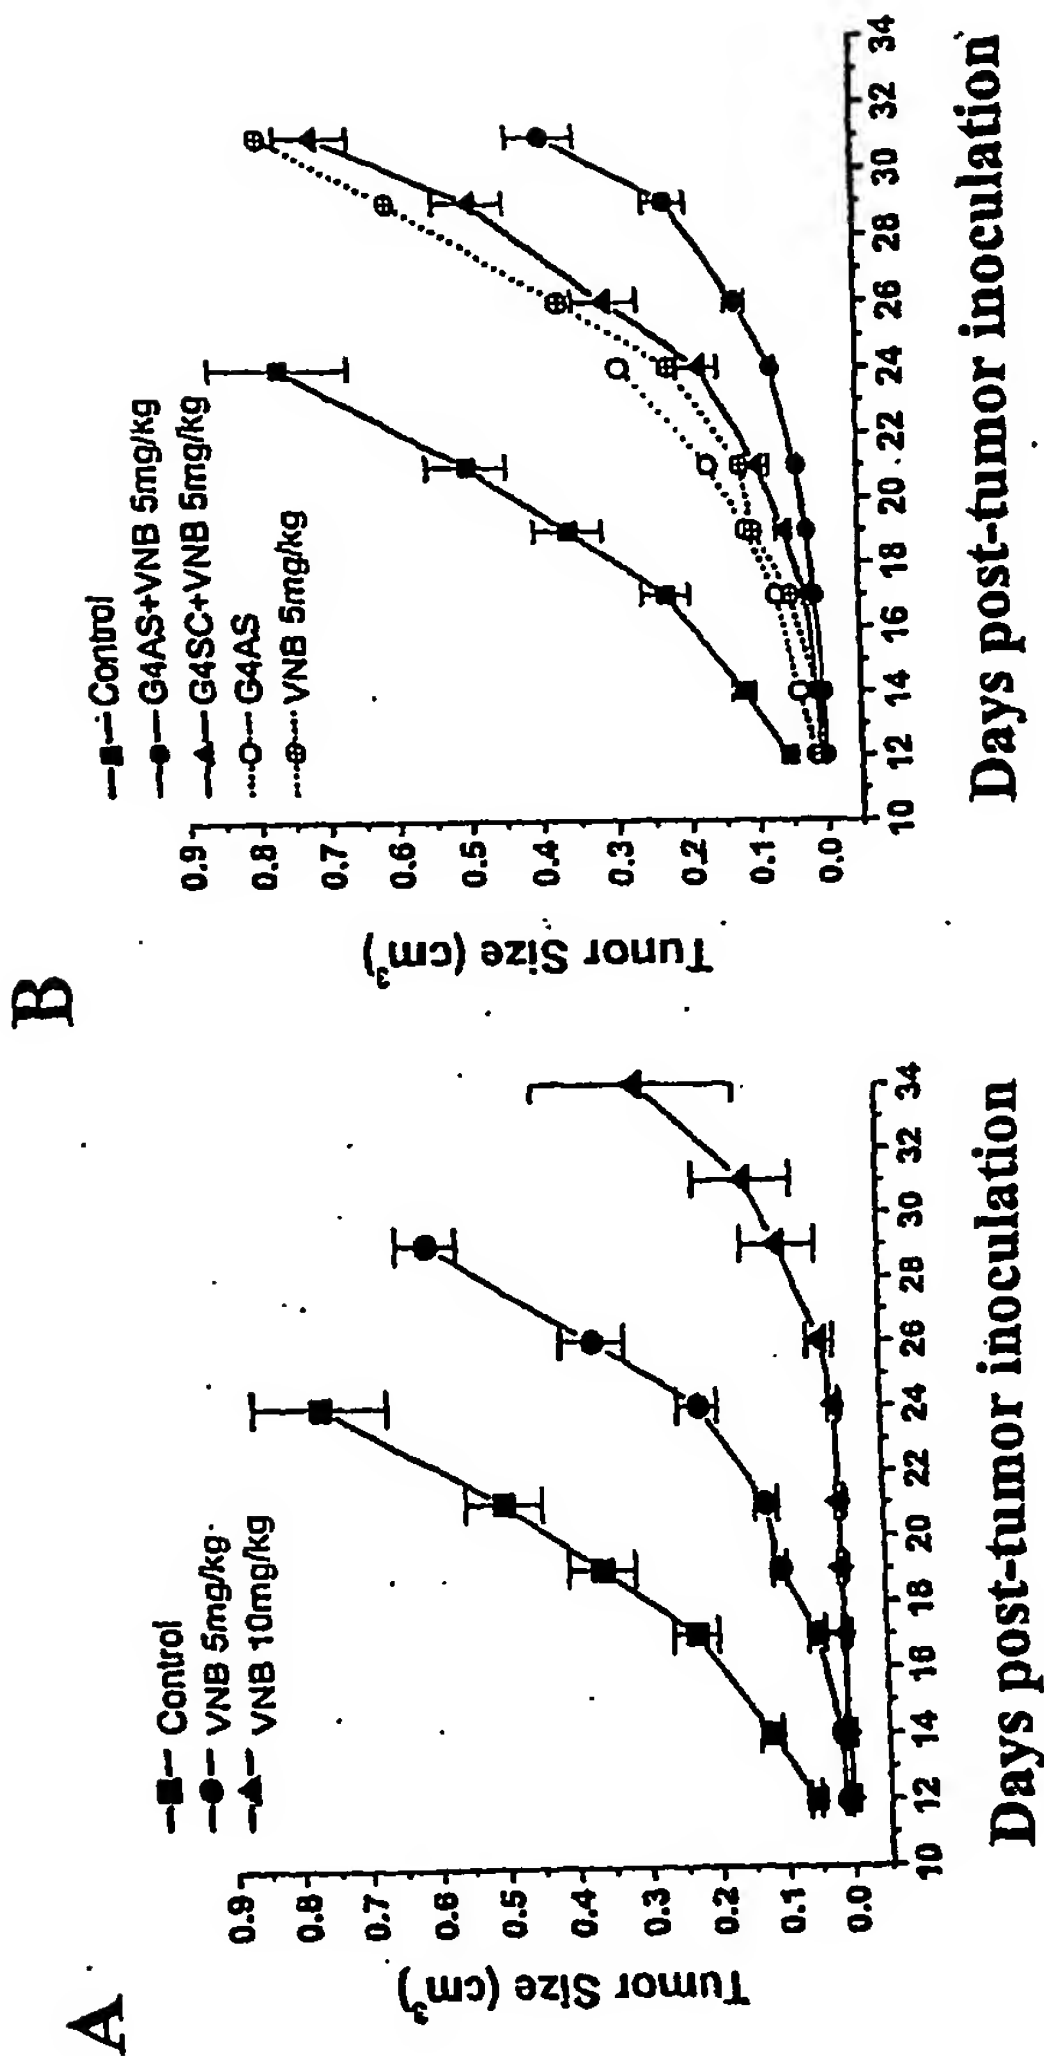 A
Control
VNB 5mg/kg
VNB 10mg/kg
Tumor Size (cm³)
0.9
0.8
0.7
0.6
0.5
0.4
0.3
0.2
0.1
0.0
10 12 14 16 18 20 22 24 26 28 30 32 34
Days post-tumor inoculation
B
Control
G4AS+VNB 5mg/kg
G4SC+VNB 5mg/kg
G4AS
VNB 5mg/kg
Tumor Size (cm³)
0.9
0.8
0.7
0.6
0.5
0.4
0.3
0.2
0.1
0.0
10 12 14 16 18 20 22 24 26 28 30 32 34
Days post-tumor inoculation